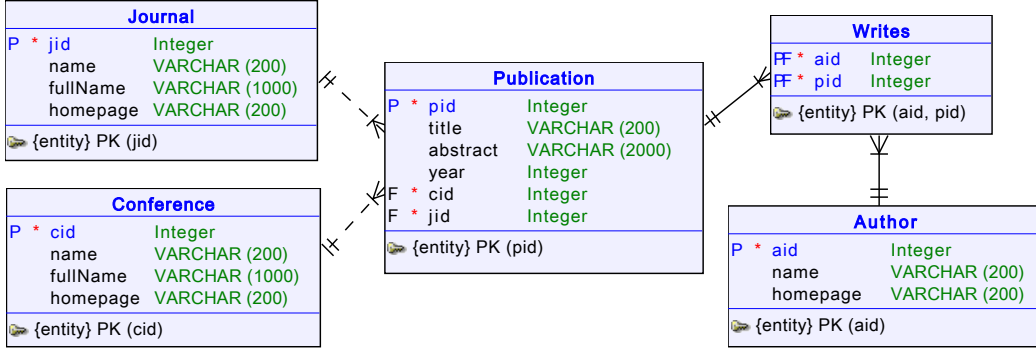 Journal
P * jid Integer
name VARCHAR (200)
fullName VARCHAR (1000)
homepage VARCHAR (200)
{entity} PK (jid)
Conference
P * cid Integer
name VARCHAR (200)
fullName VARCHAR (1000)
homepage VARCHAR (200)
{entity} PK (cid)
Publication
P * pid Integer
title VARCHAR (200)
abstract VARCHAR (2000)
year Integer
F * cid Integer
F * jid Integer
{entity} PK (pid)
Writes
PF * aid Integer
PF * pid Integer
{entity} PK (aid, pid)
Author
P * aid Integer
name VARCHAR (200)
homepage VARCHAR (200)
{entity} PK (aid)